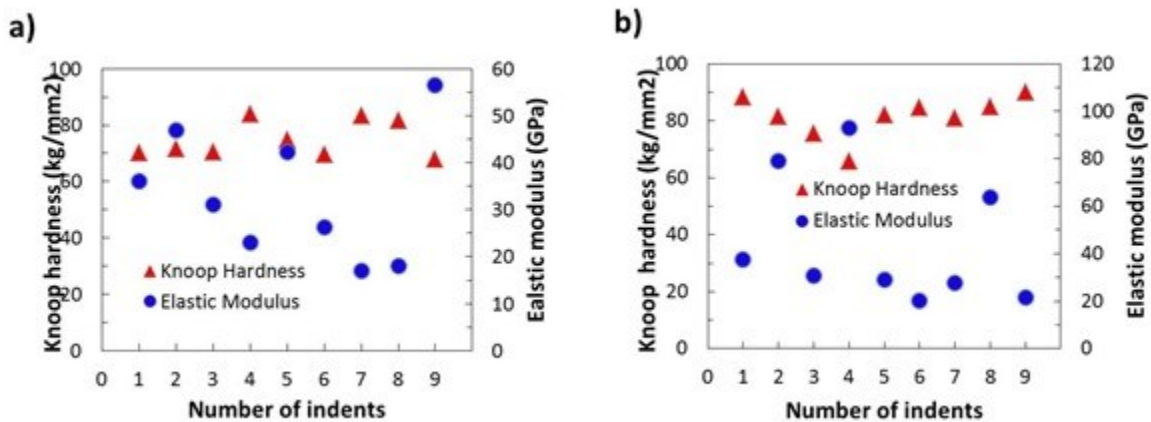 a)
Knoop hardness (kg/mm2)
100
80
60
40
20
0
60
50
40
30
20
10
0
Ealstic modulus (GPa)
Knoop Hardness
Elastic Modulus
0 1 2 3 4 5 6 7 8 9
Number of indents
b)
Knoop hardness (kg/mm2)
100
80
60
40
20
0
120
100
80
60
40
20
0
Elastic modulus (GPa)
Knoop Hardness
Elastic Modulus
0 1 2 3 4 5 6 7 8 9
Number of indents